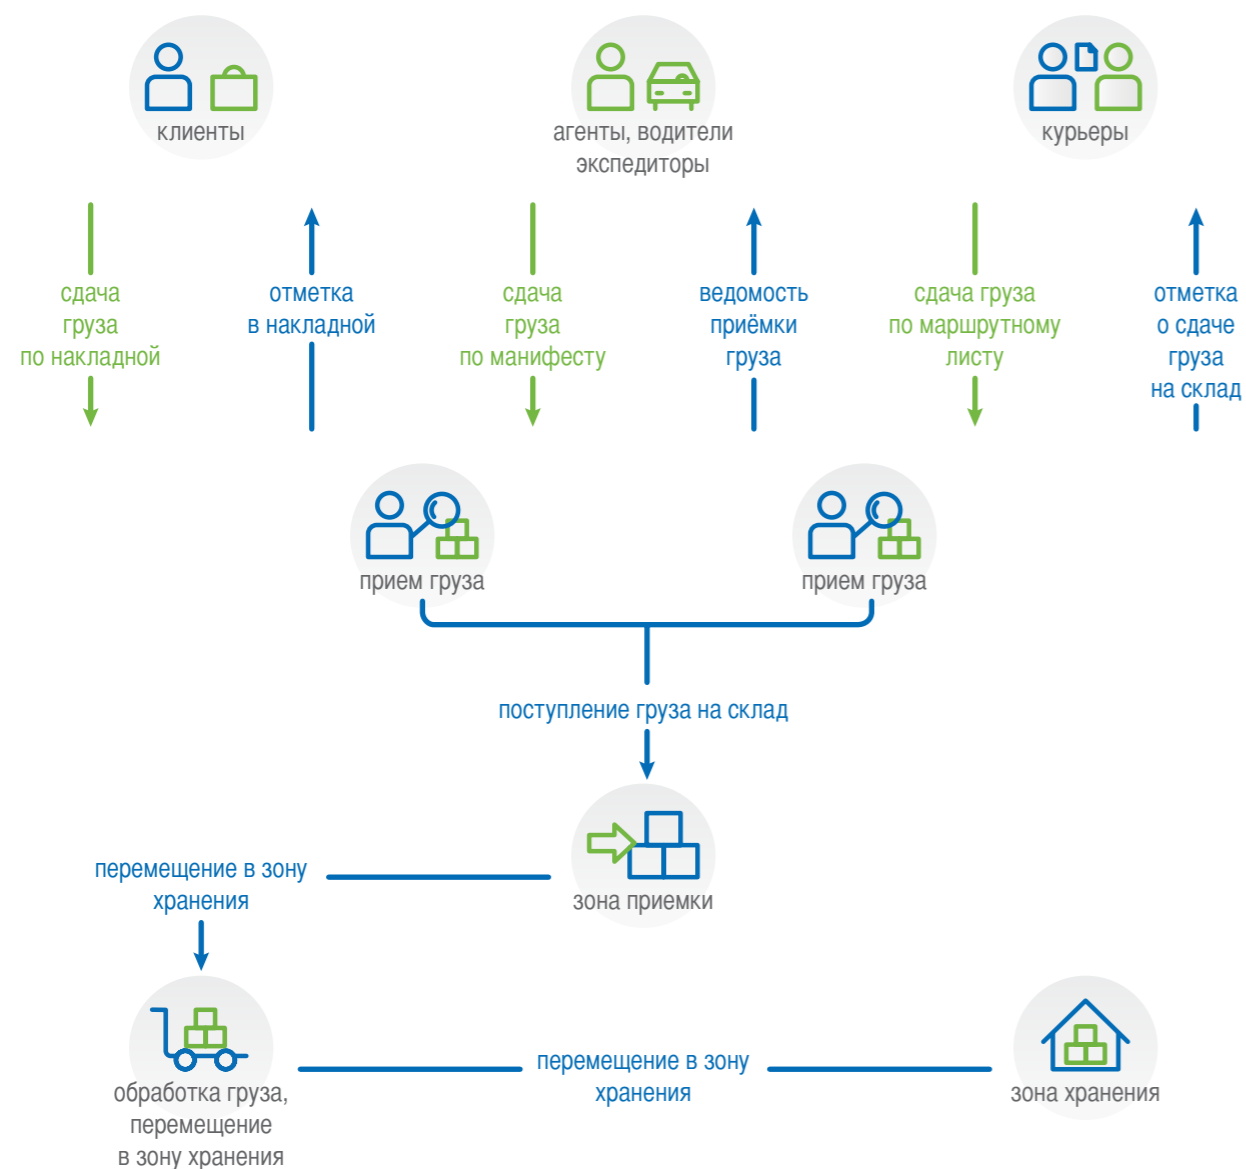 клиенты
агенты, водители
экспедиторы
курьеры
сдача
груза
по накладной
отметка
в накладной
сдача
груза
по манифесту
ведомость
приёмки
груза
сдача груза
по маршрутному
листу
отметка
о сдаче
груза
на склад
прием груза
прием груза
поступление груза на склад
зона приемки
перемещение в зону
хранения
обработка груза,
перемещение
в зону хранения
перемещение в зону
хранения
зона хранения